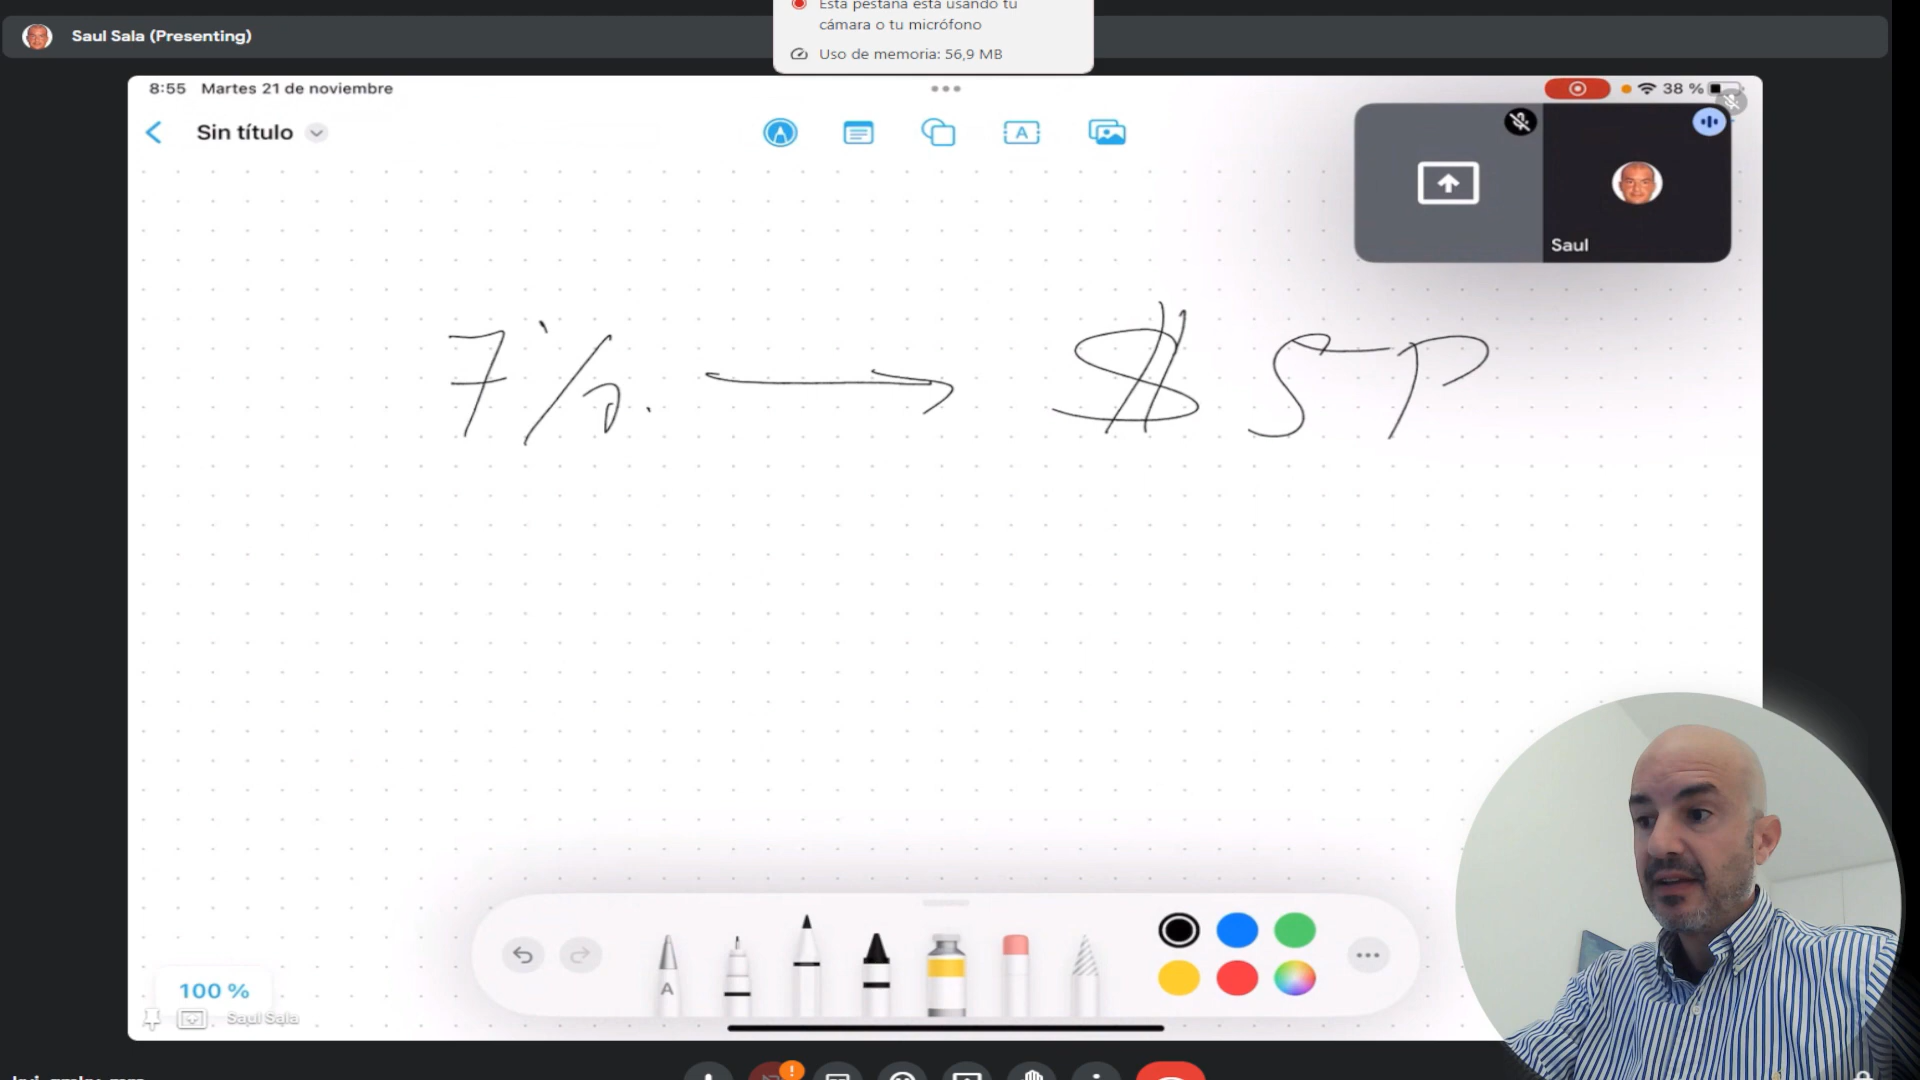 Esta pestaña está usando tu
cámara o tu micrófono
Uso de memoria: 56,9 MB
Saul Sala (Presenting)
8:55 Martes 21 de noviembre
38 %
Sin título
A
Saul
7%. → $ 5P
A
100 %
Saul Sala